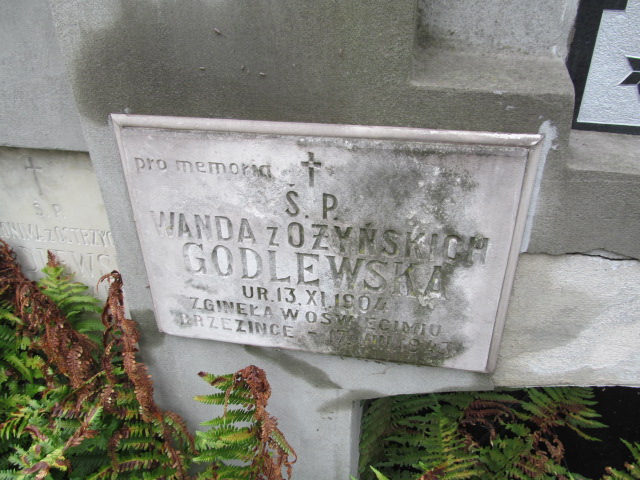 pro memoria
Ś. P.
WANDA z OŻYŃSKICH
GODLEWSKA
UR. 13. XI. 1904
ZGINĘŁA W OŚWIĘCIMIU
BRZEZINCE -
Ś P.